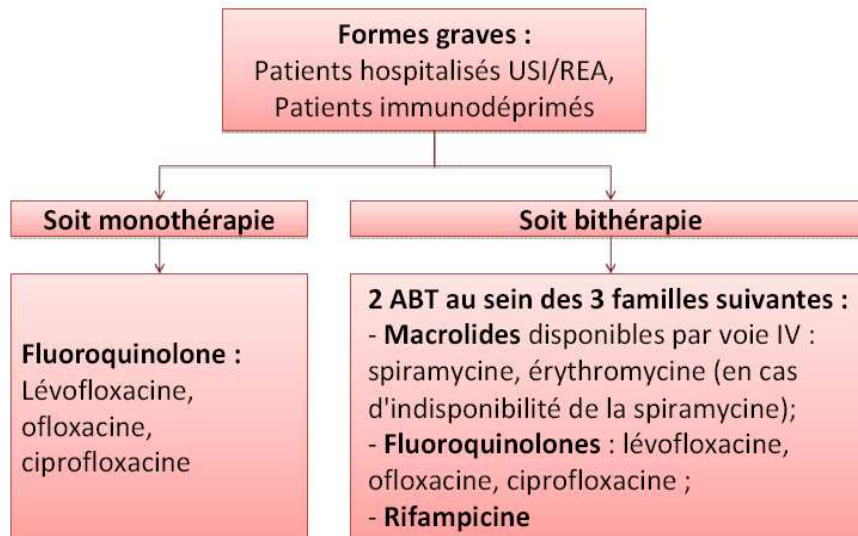 Formes graves :
Patients hospitalisés USI/REA,
Patients immunodéprimés
Soit monothérapie
Soit bithérapie
Fluoroquinolone :
Lévofloxacine,
ofloxacine,
ciprofloxacine
2 ABT au sein des 3 familles suivantes :
- Macrolides disponibles par voie IV :
spiramycine, érythromycine (en cas
d'indisponibilité de la spiramycine);
- Fluoroquinolones : lévofloxacine,
ofloxacine, ciprofloxacine ;
- Rifampicine